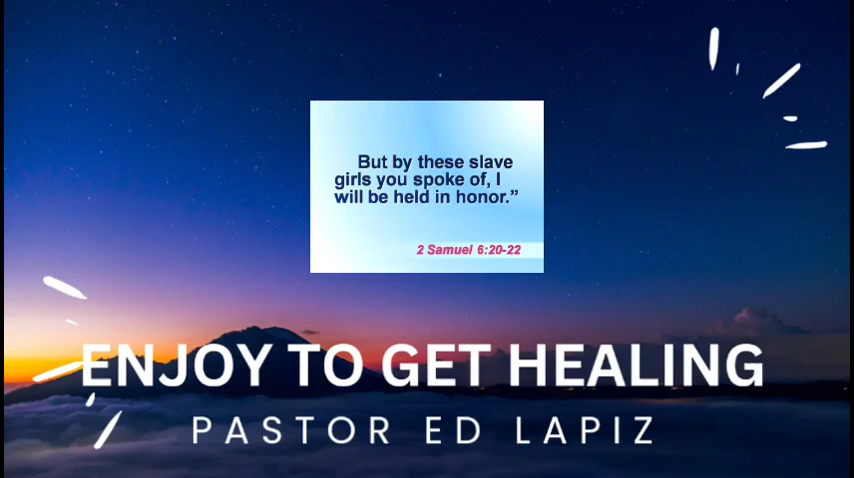 But by these slave
girls you spoke of, I
will be held in honor.”
2 Samuel 6:20-22
ENJOY TO GET HEALING
PASTOR ED LAPIZ